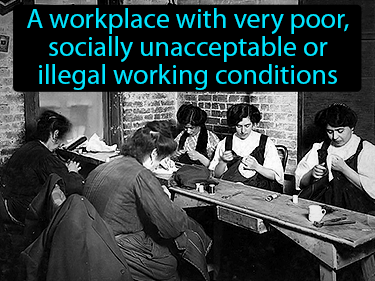 A workplace with very poor,
socially unacceptable or
illegal working conditions